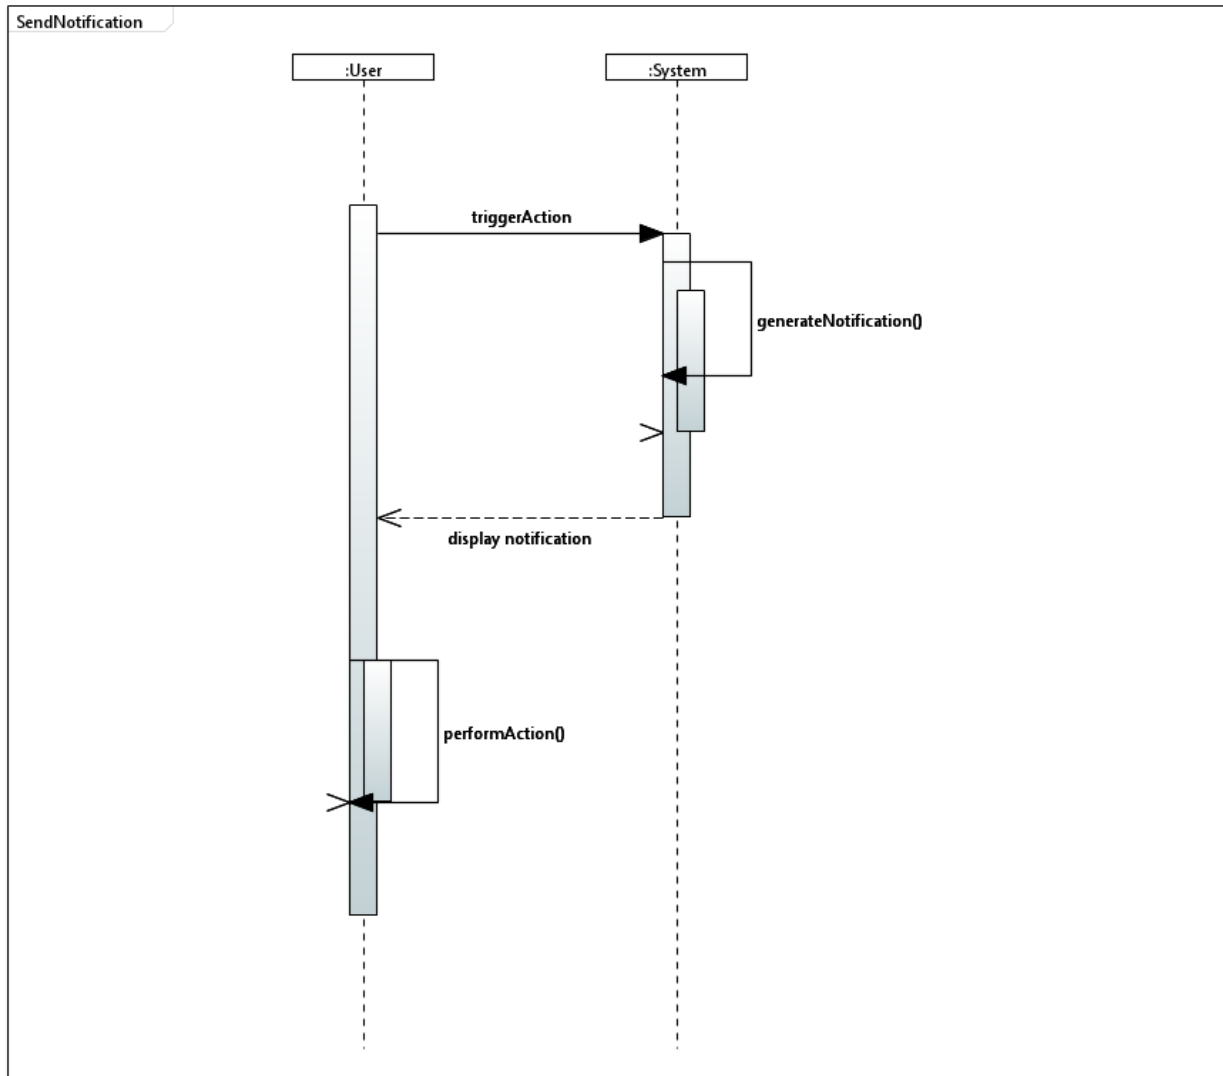 SendNotification
:User
:System
triggerAction
generateNotification()
display notification
performAction()